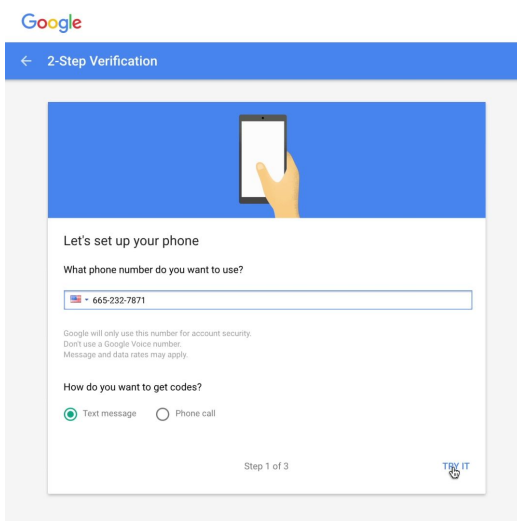 Google
2-Step Verification
Let's set up your phone
What phone number do you want to use?
665-232-7871
Google will only use this number for account security.
Don't use a Google Voice number.
Message and data rates may apply.
How do you want to get codes?
Text message Phone call
Step 1 of 3 TRY IT